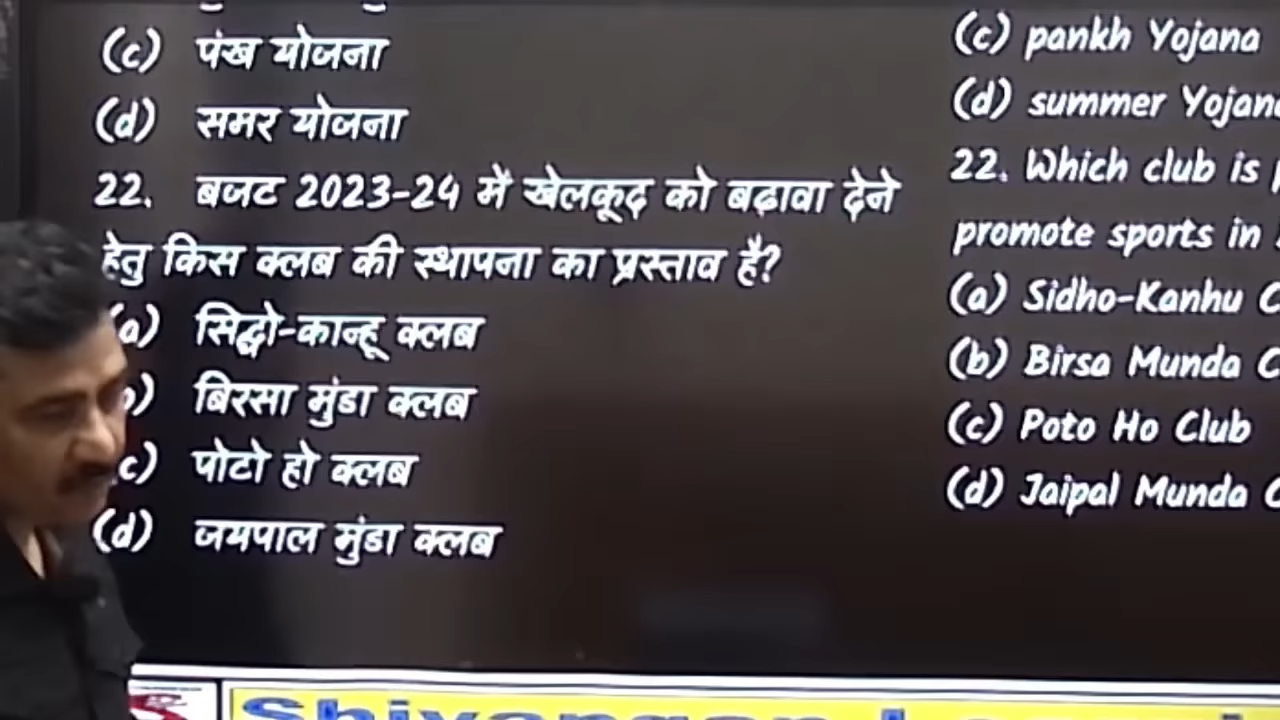 (c) पंख योजना
(d) समर योजना
22. बजट 2023-24 में खेलकूद को बढ़ावा देने
हेतु किस क्लब की स्थापना का प्रस्ताव है?
(a) सिद्धो-कान्हू क्लब
(b) बिरसा मुंडा क्लब
(c) पोटो हो क्लब
(d) जयपाल मुंडा क्लब
(c) pankh Yojana
(d) summer Yojana
22. Which club is
promote sports in
(a) Sidho-Kanhu
(b) Birsa Munda
(c) Poto Ho Club
(d) Jaipal Munda